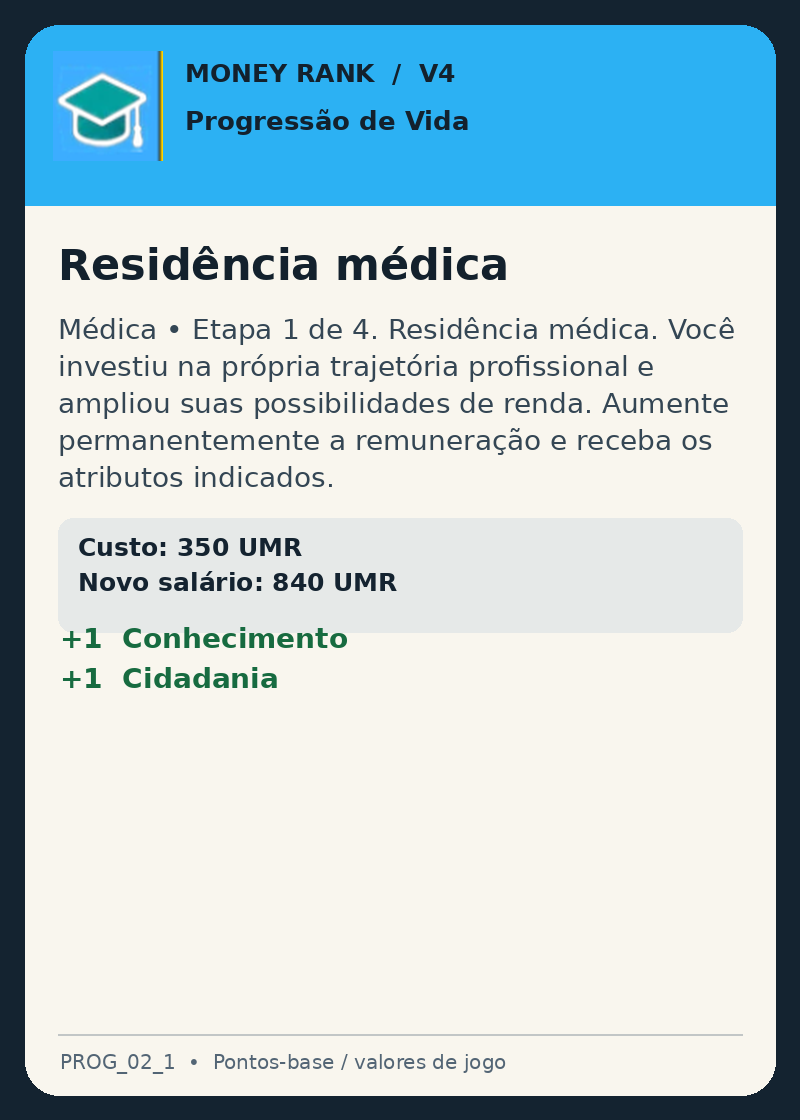 MONEY RANK / V4
Progressão de Vida
Residência médica
Médica • Etapa 1 de 4. Residência médica. Você
investiu na própria trajetória profissional e
ampliou suas possibilidades de renda. Aumente
permanentemente a remuneração e receba os
atributos indicados.
Custo: 350 UMR
Novo salário: 840 UMR
+1 Conhecimento
+1 Cidadania
PROG_02_1 • Pontos-base / valores de jogo